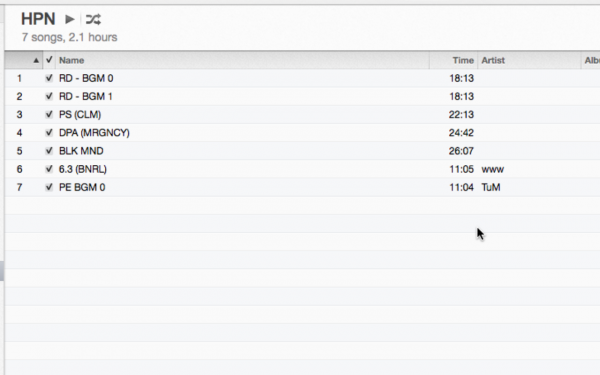 HPN
7 songs, 2.1 hours
Name Time Artist Albu
1 RD - BGM 0 18:13
2 RD - BGM 1 18:13
3 PS (CLM) 22:13
4 DPA (MRGNCY) 24:42
5 BLK MND 26:07
6 6.3 (BNRL) 11:05 www
7 PE BGM 0 11:04 TuM